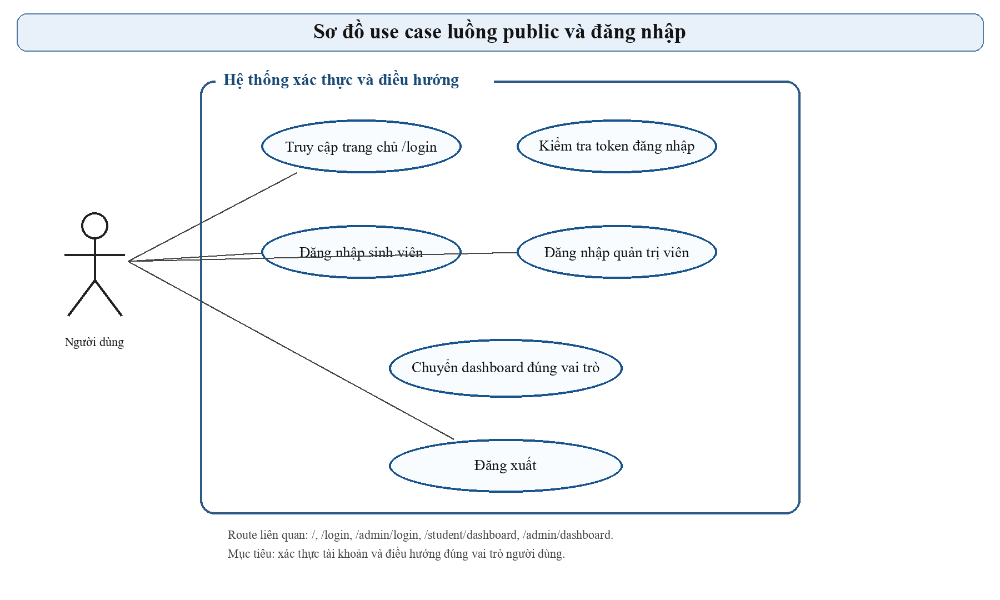 Sơ đồ use case luồng public và đăng nhập
Hệ thống xác thực và điều hướng
Truy cập trang chủ /login
Kiểm tra token đăng nhập
Đăng nhập sinh viên
Đăng nhập quản trị viên
Người dùng
Chuyển dashboard đúng vai trò
Đăng xuất
Route liên quan: /, /login, /admin/login, /student/dashboard, /admin/dashboard.
Mục tiêu: xác thực tài khoản và điều hướng đúng vai trò người dùng.